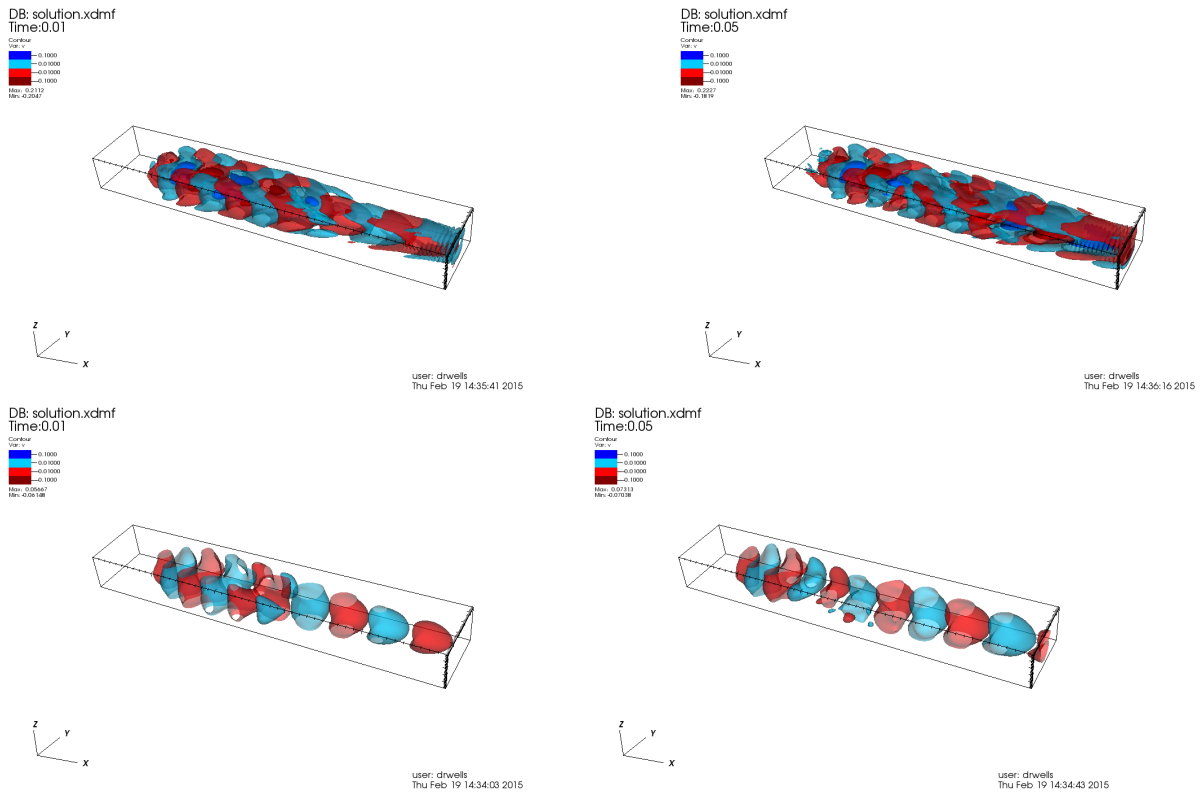 DB: solution.xdmf
Time:0.01
Contour
Var: v
0.1000
0.01000
-0.01000
-0.1000
Max: 0.2112
Min: -0.2047
Z
Y
X
user: drwells
Thu Feb 19 14:35:41 2015
DB: solution.xdmf
Time:0.05
Contour
Var: v
0.1000
0.01000
-0.01000
-0.1000
Max: 0.2227
Min: -0.1819
Z
Y
X
user: drwells
Thu Feb 19 14:36:16 2015
DB: solution.xdmf
Time:0.01
Contour
Var: v
0.1000
0.01000
-0.01000
-0.1000
Max: 0.05667
Min: -0.06148
Z
Y
X
user: drwells
Thu Feb 19 14:34:03 2015
DB: solution.xdmf
Time:0.05
Contour
Var: v
0.1000
0.01000
-0.01000
-0.1000
Max: 0.07313
Min: -0.07038
Z
Y
X
user: drwells
Thu Feb 19 14:34:43 2015